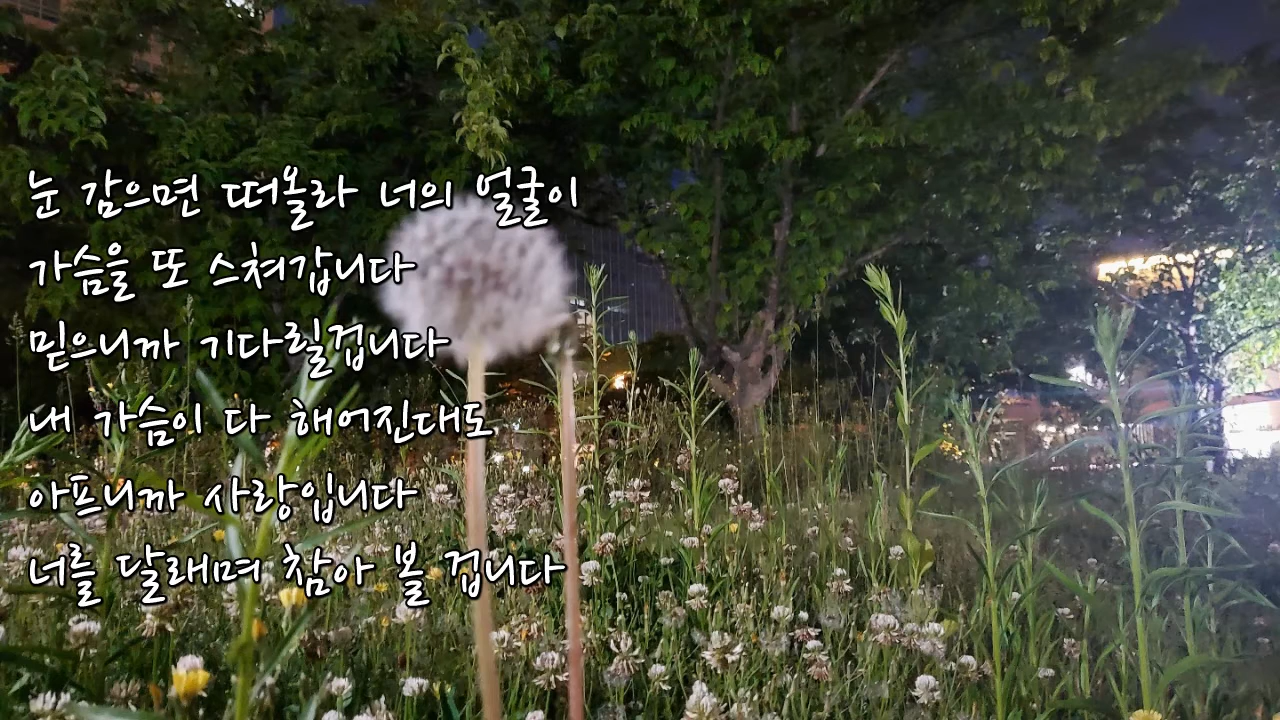 눈 감으면 떠올라 너의 얼굴이
가슴을 또 스쳐갑니다
믿으니까 기다릴겁니다
내 가슴이 다 해어진대도
아프니까 사랑입니다
너를 달래며 참아 볼 겁니다